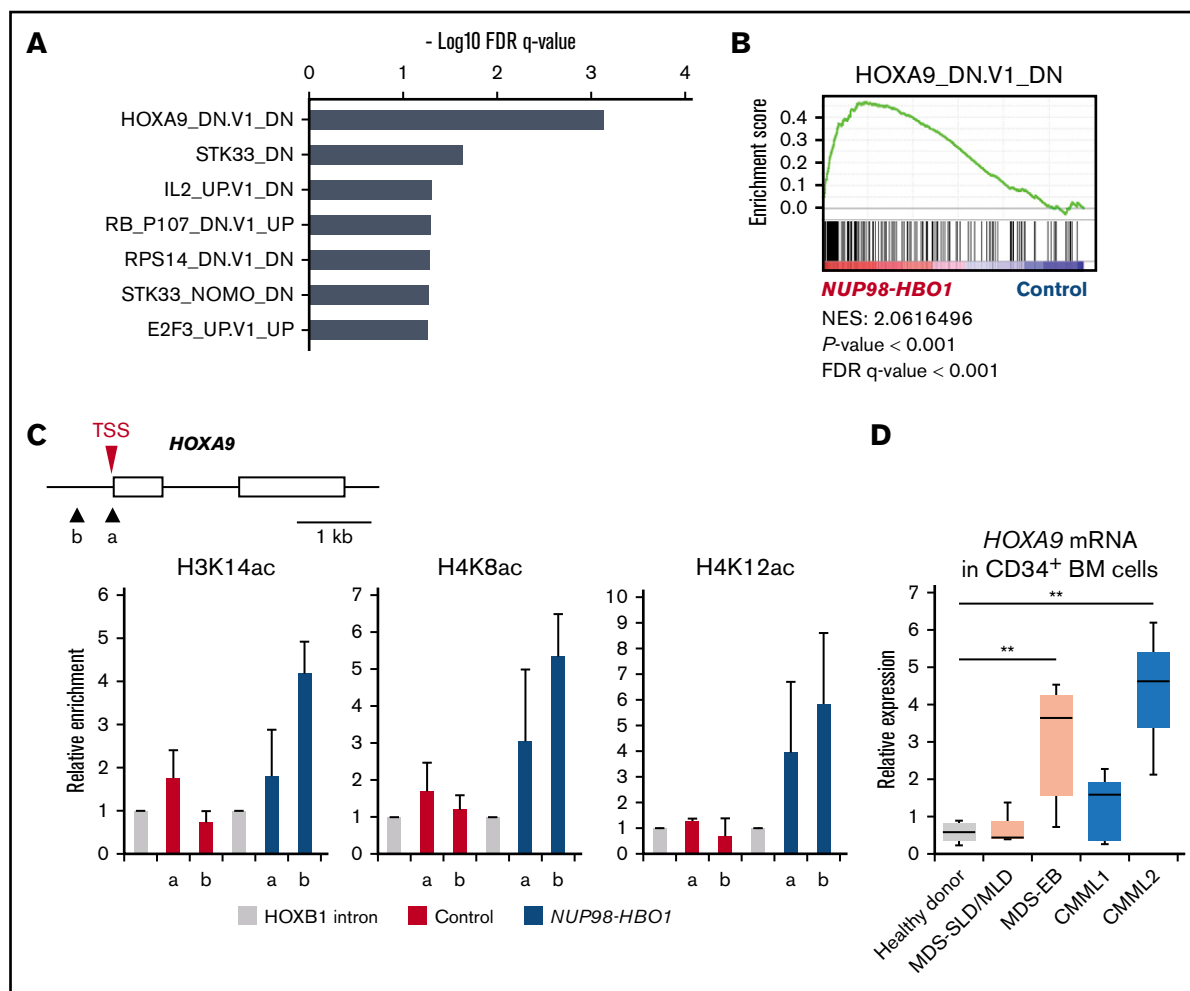 A
- Log10 FDR q-value
0 1 2 3 4
HOXA9_DN.V1_DN
STK33_DN
IL2_UP.V1_DN
RB_P107_DN.V1_UP
RPS14_DN.V1_DN
STK33_NOMO_DN
E2F3_UP.V1_UP
B
HOXA9_DN.V1_DN
Enrichment score
0.4
0.3
0.2
0.1
0.0
NUP98-HBO1 Control
NES: 2.0616496
P-value < 0.001
FDR q-value < 0.001
C
TSS
HOXA9
b a
1 kb
H3K14ac
Relative enrichment
6
5
4
3
2
1
0
a b a b
H4K8ac
7
6
5
4
3
2
1
0
a b a b
H4K12ac
10
9
8
7
6
5
4
3
2
1
0
a b a b
HOXB1 intron Control NUP98-HBO1
D
HOXA9 mRNA
in CD34+ BM cells
Relative expression
7
6
5
4
3
2
1
0
**
**
Healthy donor
MDS-SLD/MLD
MDS-EB
CMML1
CMML2